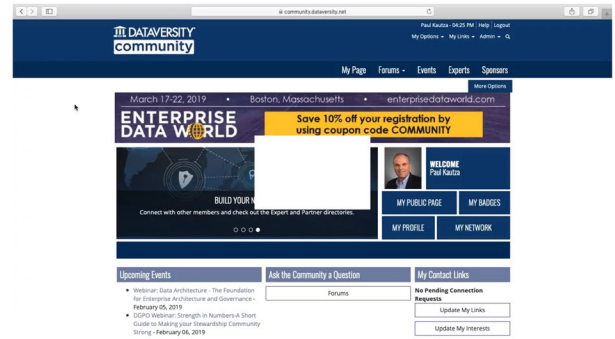 community.dataversity.net
Paul Kautza - 04:25 PM | Help | Logout
DATAVERSITY
community
My Options My Links Admin
My Page Forums Events Experts Sponsors
More Options
March 17-22, 2019 • Boston, Massachusetts • enterprisedataworld.com
ENTERPRISE
DATA WORLD
Save 10% off your registration by
using coupon code COMMUNITY
WELCOME
Paul Kautza
BUILD YOUR
Connect with other members and check out the Expert and Partner directories.
MY PUBLIC PAGE MY BADGES
MY PROFILE MY NETWORK
Upcoming Events
• Webinar: Data Architecture - The Foundation
for Enterprise Architecture and Governance -
February 05, 2019
• DGPO Webinar: Strength in Numbers-A Short
Guide to Making your Stewardship Community
Strong - February 06, 2019
Ask the Community a Question
Forums
My Contact Links
No Pending Connection
Requests
Update My Links
Update My Interests